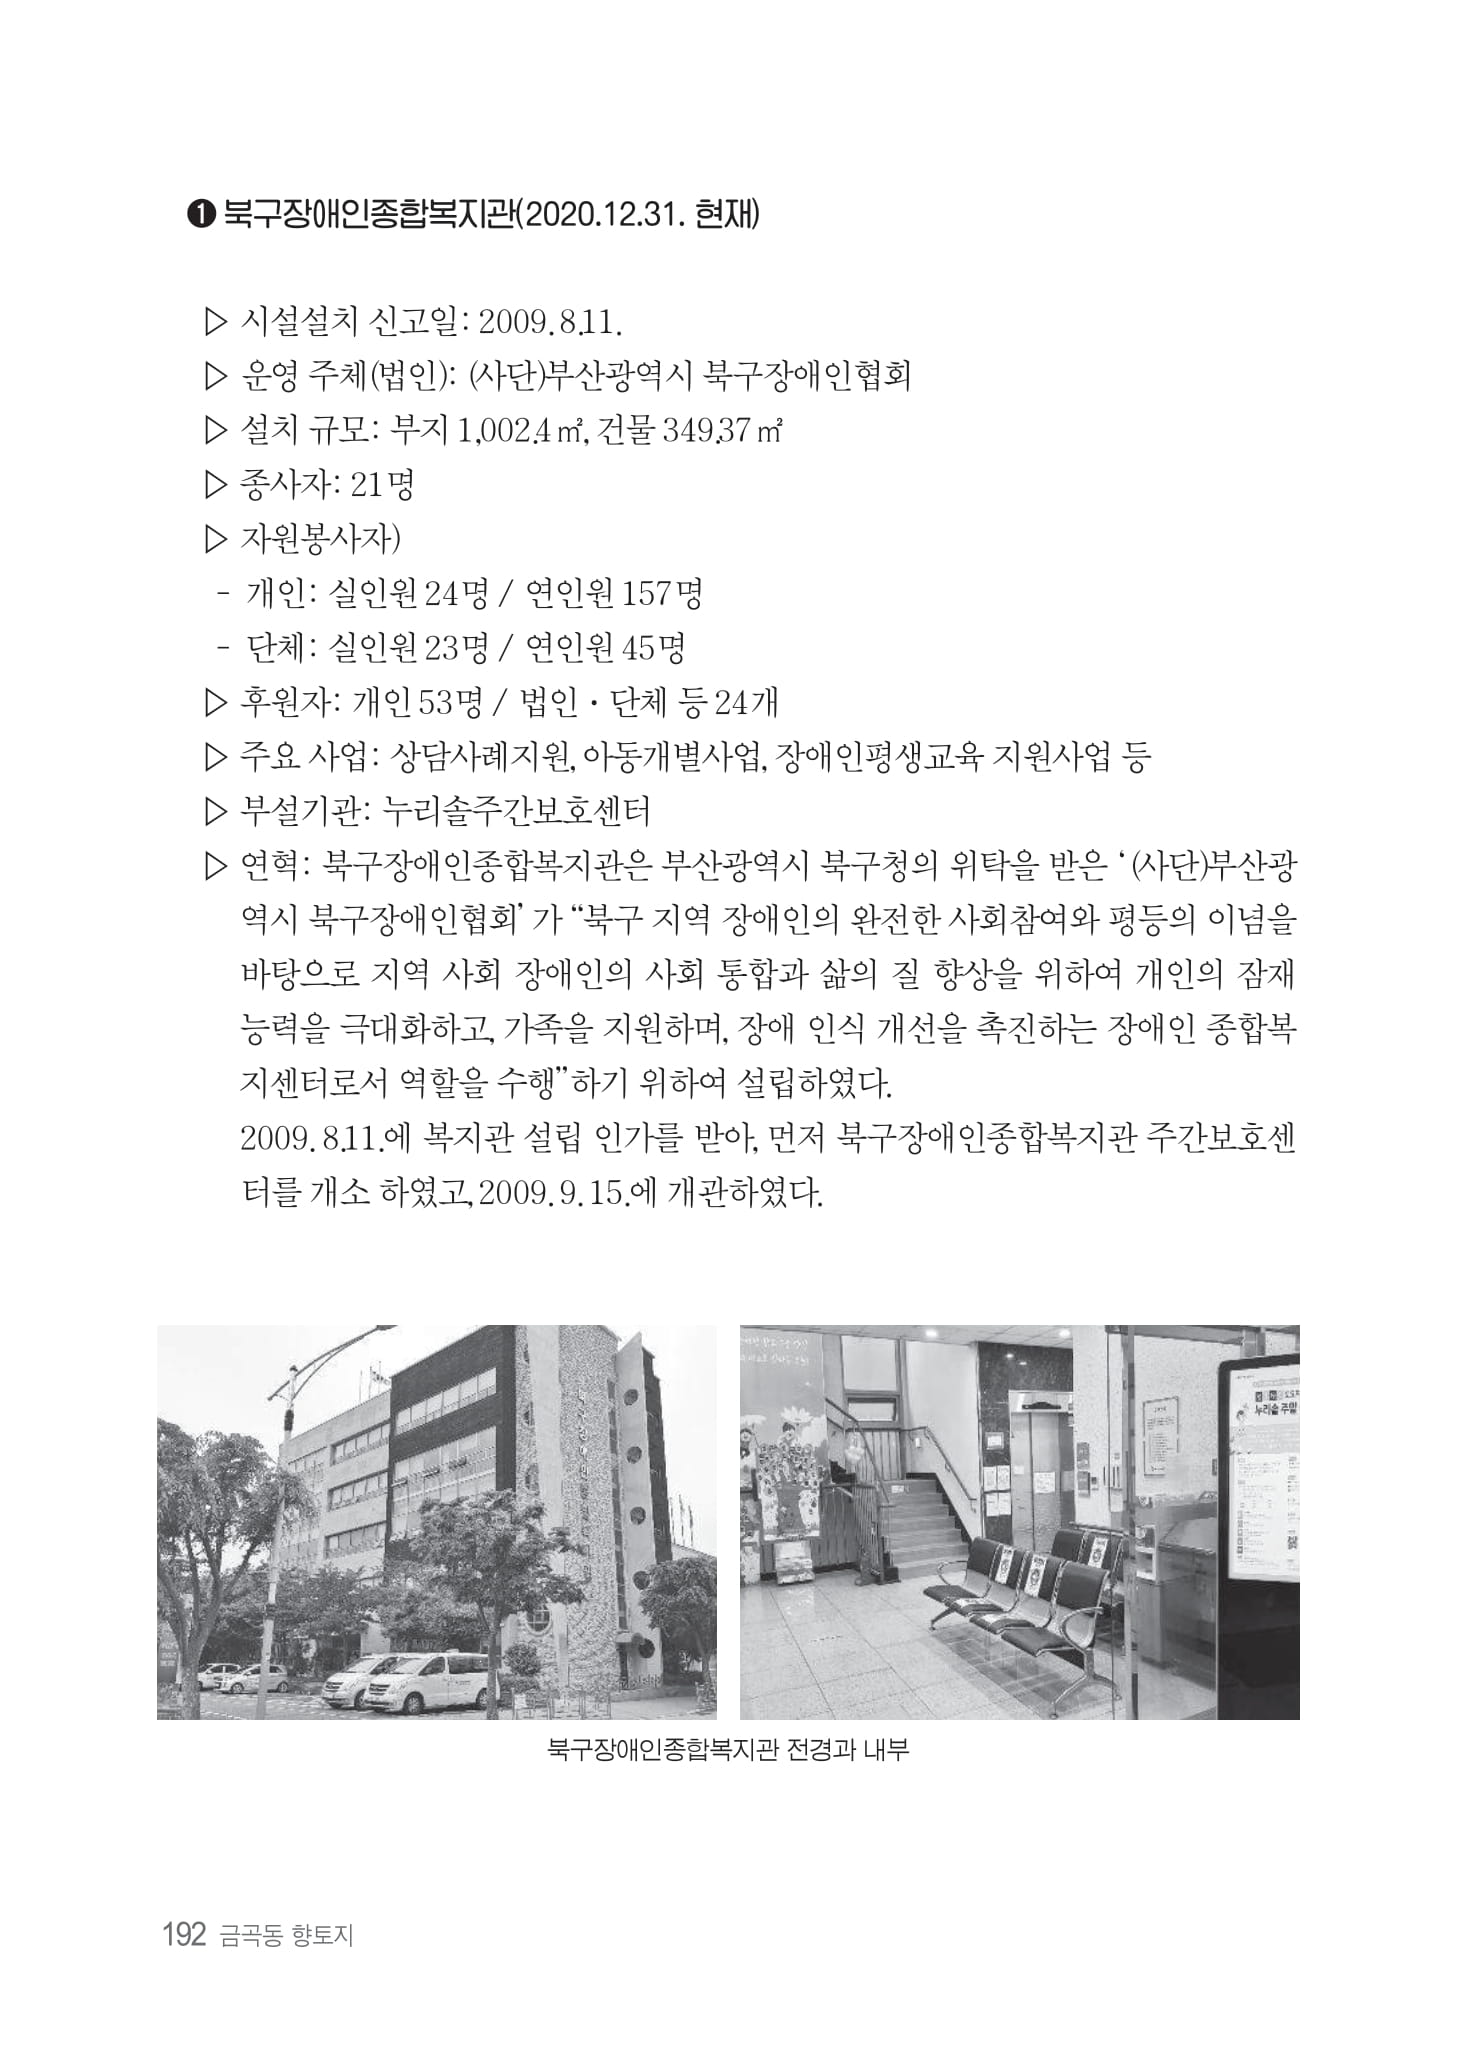 ❶ 북구장애인종합복지관(2020.12.31. 현재)
▷ 시설설치 신고일: 2009. 8.11.
▷ 운영 주체(법인): (사단)부산광역시 북구장애인협회
▷ 설치 규모: 부지 1,002.4㎡, 건물 349.37㎡
▷ 종사자: 21명
▷ 자원봉사자)
- 개인: 실인원 24명 / 연인원 157명
- 단체: 실인원 23명 / 연인원 45명
▷ 후원자: 개인 53명 / 법인·단체 등 24개
▷ 주요 사업: 상담사례지원, 아동개별사업, 장애인평생교육 지원사업 등
▷ 부설기관: 누리솔주간보호센터
▷ 연혁: 북구장애인종합복지관은 부산광역시 북구청의 위탁을 받은 ‘(사단)부산광
역시 북구장애인협회’가 “북구 지역 장애인의 완전한 사회참여와 평등의 이념을
바탕으로 지역 사회 장애인의 사회 통합과 삶의 질 향상을 위하여 개인의 잠재
능력을 극대화하고, 가족을 지원하며, 장애 인식 개선을 촉진하는 장애인 종합복
지센터로서 역할을 수행”하기 위하여 설립하였다.
2009. 8.11.에 복지관 설립 인가를 받아, 먼저 북구장애인종합복지관 주간보호센
터를 개소 하였고, 2009. 9. 15.에 개관하였다.
누리솔 주말
북구장애인종합복지관 전경과 내부
192 금곡동 향토지